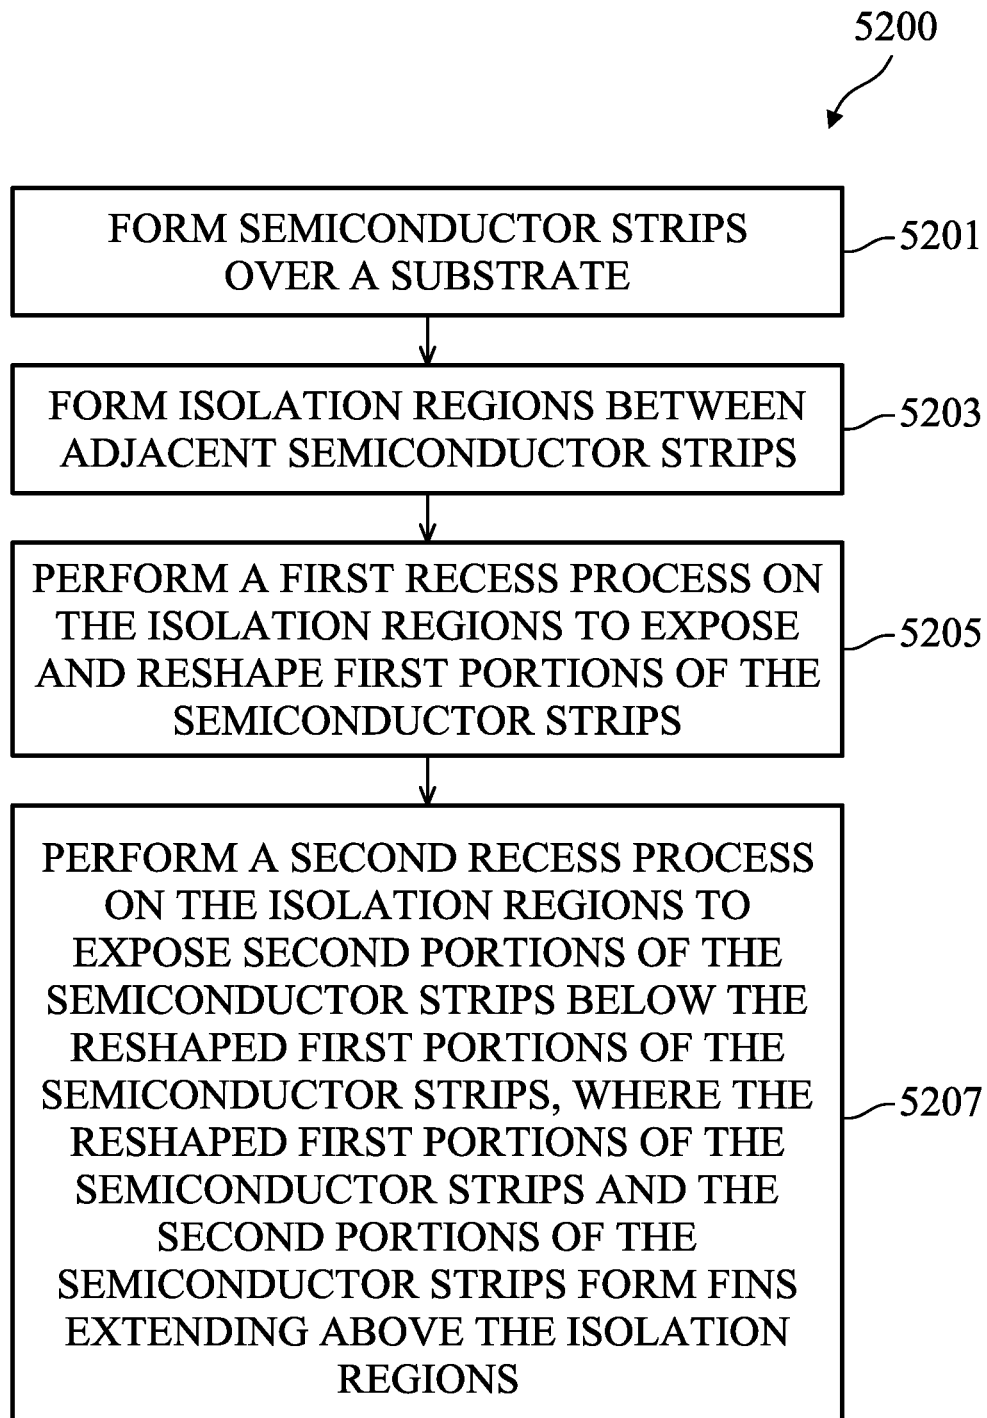 5200
FORM SEMICONDUCTOR STRIPS
OVER A SUBSTRATE
5201
FORM ISOLATION REGIONS BETWEEN
ADJACENT SEMICONDUCTOR STRIPS
5203
PERFORM A FIRST RECESS PROCESS ON
THE ISOLATION REGIONS TO EXPOSE
AND RESHAPE FIRST PORTIONS OF THE
SEMICONDUCTOR STRIPS
5205
PERFORM A SECOND RECESS PROCESS
ON THE ISOLATION REGIONS TO
EXPOSE SECOND PORTIONS OF THE
SEMICONDUCTOR STRIPS BELOW THE
RESHAPED FIRST PORTIONS OF THE
SEMICONDUCTOR STRIPS, WHERE THE
RESHAPED FIRST PORTIONS OF THE
SEMICONDUCTOR STRIPS AND THE
SECOND PORTIONS OF THE
SEMICONDUCTOR STRIPS FORM FINS
EXTENDING ABOVE THE ISOLATION
REGIONS
5207